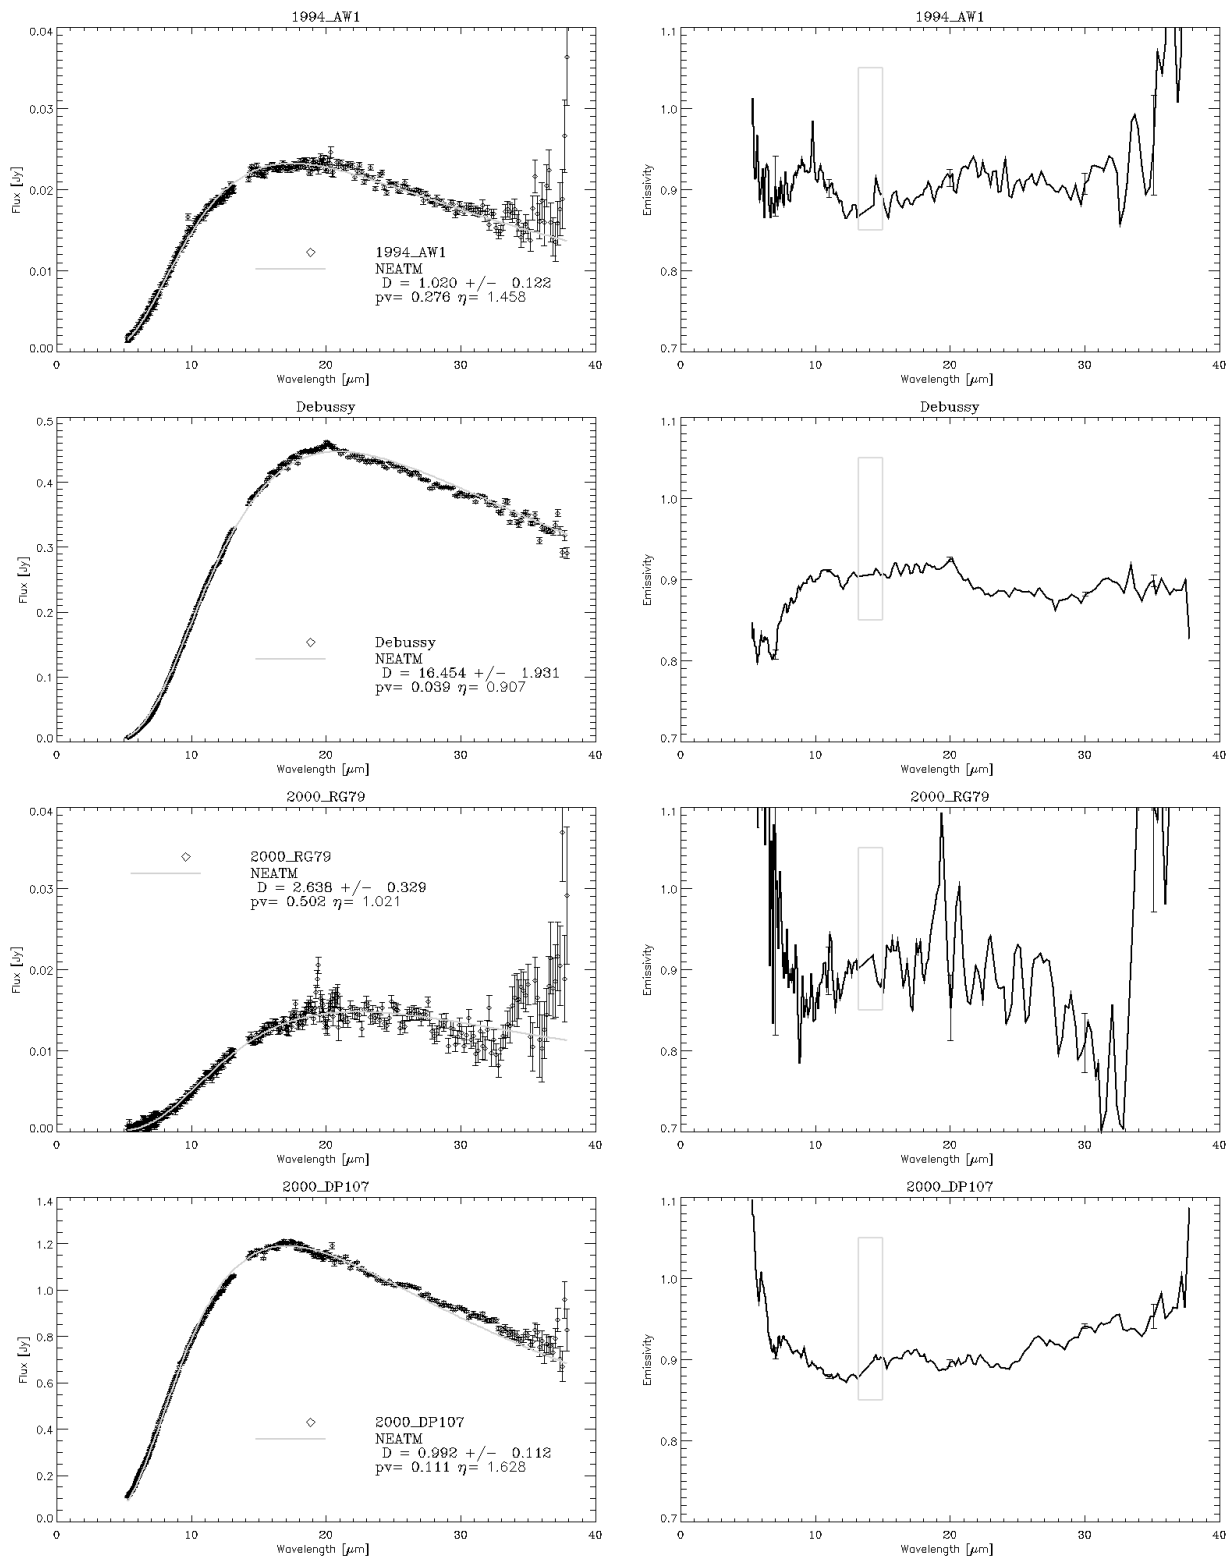 1994_AW1
0.04
0.03
0.02
0.01
0.00
Flux [Jy]
1994_AW1
NEATM
D = 1.020 +/- 0.122
pv= 0.276 η= 1.458
0 10 20 30 40
Wavelength [μm]
1994_AW1
1.1
1.0
0.9
0.8
0.7
Emissivity
0 10 20 30 40
Wavelength [μm]
Debussy
0.5
0.4
0.3
0.2
0.1
0.0
Flux [Jy]
Debussy
NEATM
D = 16.454 +/- 1.931
pv= 0.039 η= 0.907
0 10 20 30 40
Wavelength [μm]
Debussy
1.1
1.0
0.9
0.8
0.7
Emissivity
0 10 20 30 40
Wavelength [μm]
2000_RG79
0.04
0.03
0.02
0.01
0.00
Flux [Jy]
2000_RG79
NEATM
D = 2.638 +/- 0.329
pv= 0.502 η= 1.021
0 10 20 30 40
Wavelength [μm]
2000_RG79
1.1
1.0
0.9
0.8
0.7
Emissivity
0 10 20 30 40
Wavelength [μm]
2000_DP107
1.4
1.2
1.0
0.8
0.6
0.4
0.2
0.0
Flux [Jy]
2000_DP107
NEATM
D = 0.992 +/- 0.112
pv= 0.111 η= 1.628
0 10 20 30 40
Wavelength [μm]
2000_DP107
1.1
1.0
0.9
0.8
0.7
Emissivity
0 10 20 30 40
Wavelength [μm]